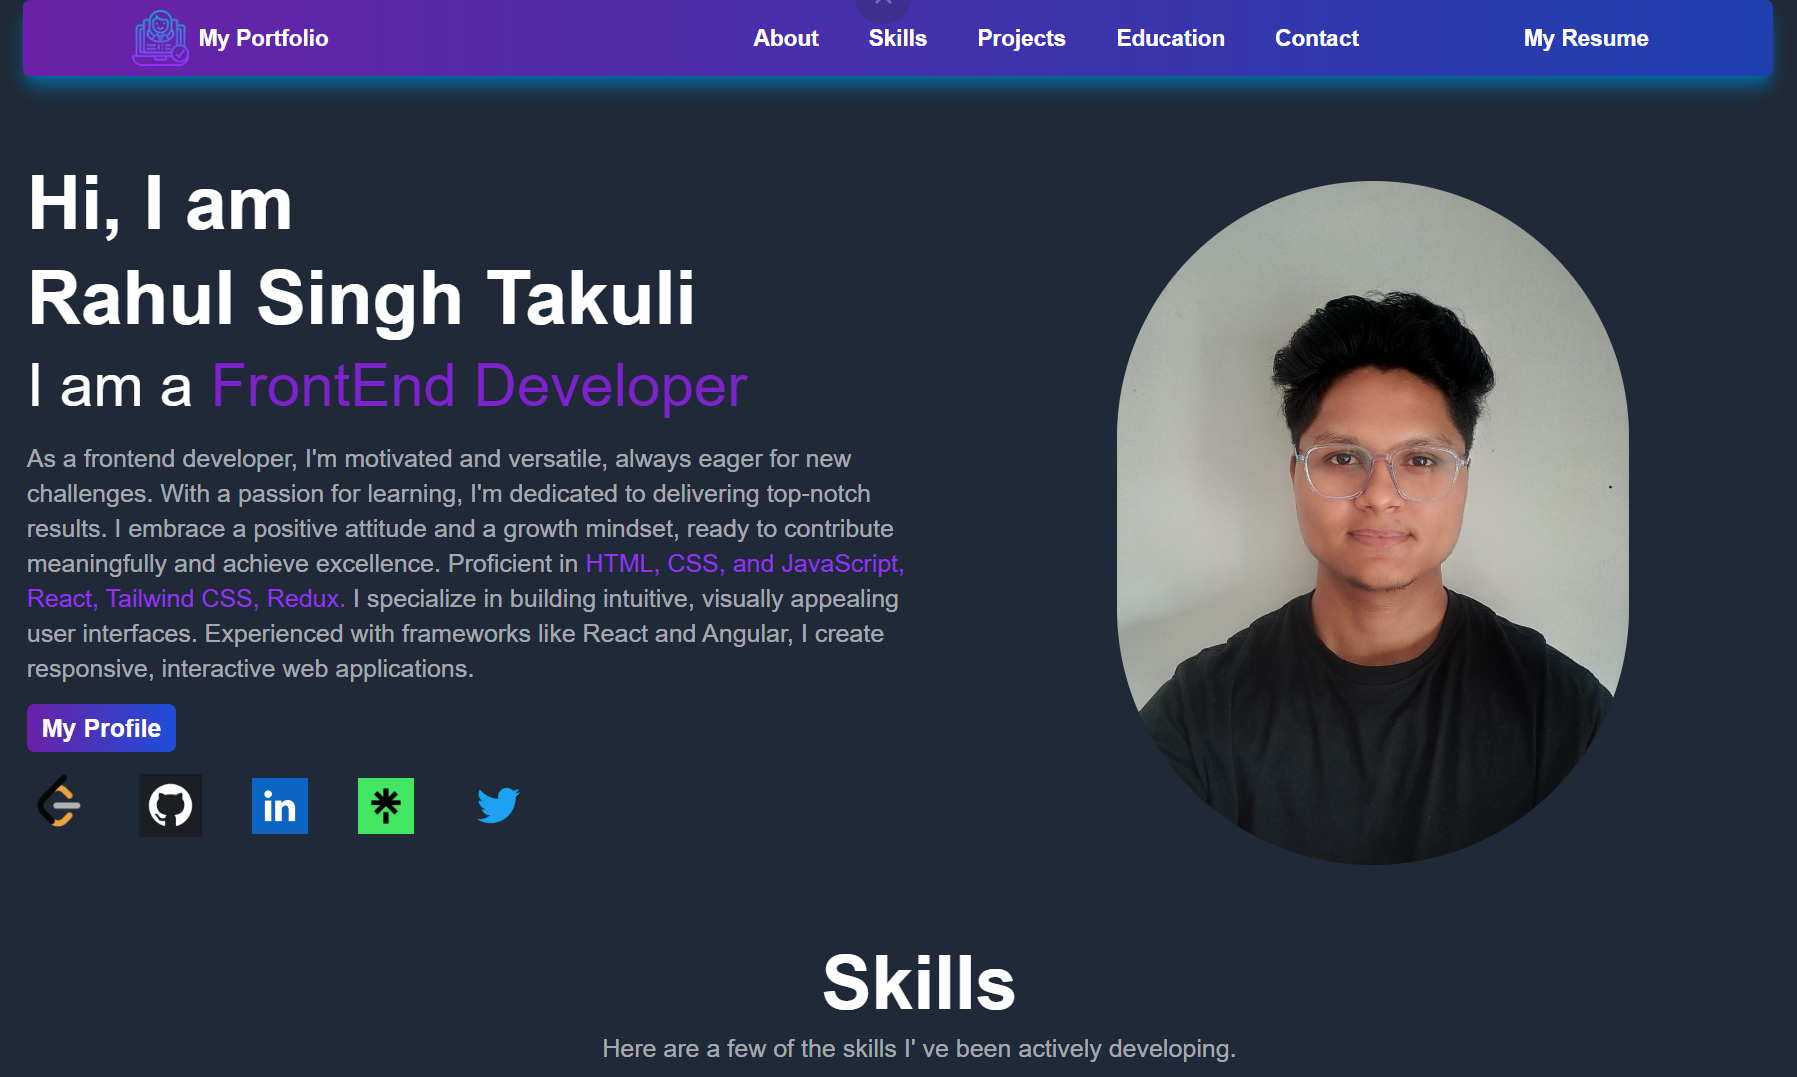 My Portfolio
About
Skills
Projects
Education
Contact
My Resume
Hi, I am
Rahul Singh Takuli
I am a FrontEnd Developer
As a frontend developer, I'm motivated and versatile, always eager for new
challenges. With a passion for learning, I'm dedicated to delivering top-notch
results. I embrace a positive attitude and a growth mindset, ready to contribute
meaningfully and achieve excellence. Proficient in HTML, CSS, and JavaScript,
React, Tailwind CSS, Redux. I specialize in building intuitive, visually appealing
user interfaces. Experienced with frameworks like React and Angular, I create
responsive, interactive web applications.
My Profile
in
Skills
Here are a few of the skills I' ve been actively developing.